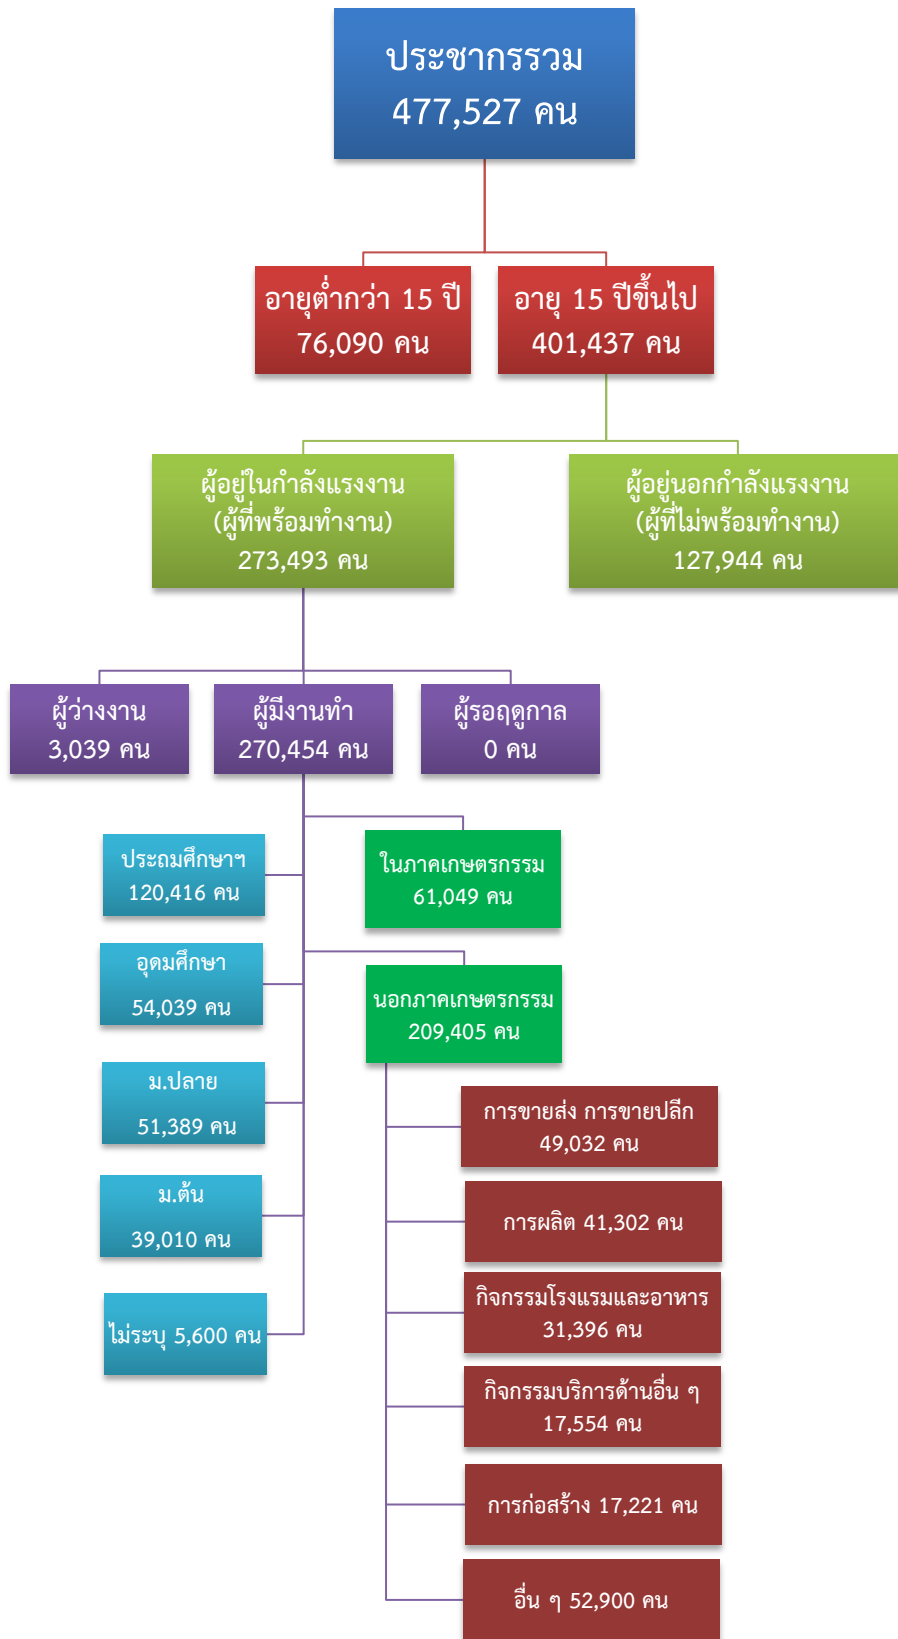 ประชากรรวม
477,527 คน
อายุต่ำกว่า 15 ปี
76,090 คน
อายุ 15 ปีขึ้นไป
401,437 คน
ผู้อยู่ในกำลังแรงงาน
(ผู้ที่พร้อมทำงาน)
273,493 คน
ผู้อยู่นอกกำลังแรงงาน
(ผู้ที่ไม่พร้อมทำงาน)
127,944 คน
ผู้ว่างงาน
3,039 คน
ผู้มีงานทำ
270,454 คน
ผู้รอฤดูกาล
0 คน
ประถมศึกษาฯ
120,416 คน
อุดมศึกษา
54,039 คน
ม.ปลาย
51,389 คน
ม.ต้น
39,010 คน
ไม่ระบุ 5,600 คน
ในภาคเกษตรกรรม
61,049 คน
นอกภาคเกษตรกรรม
209,405 คน
การขายส่ง การขายปลีก
49,032 คน
การผลิต 41,302 คน
กิจกรรมโรงแรมและอาหาร
31,396 คน
กิจกรรมบริการด้านอื่น ๆ
17,554 คน
การก่อสร้าง 17,221 คน
อื่น ๆ 52,900 คน